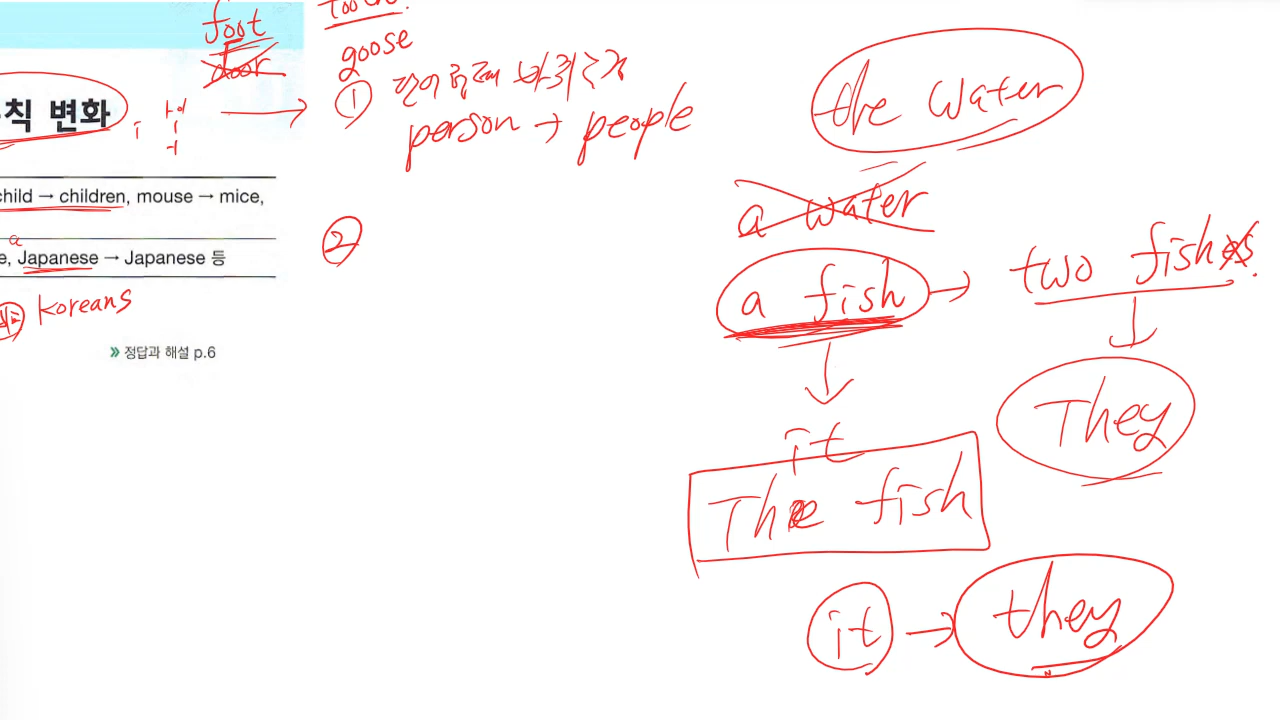 foot
goose
door
①
칙 변화
person → people
child → children, mouse → mice,
②
a
e, Japanese → Japanese 등
Koreans
» 정답과 해설 p.6
the water
a water
a fish → two fishes.
it
They
The fish
it → they